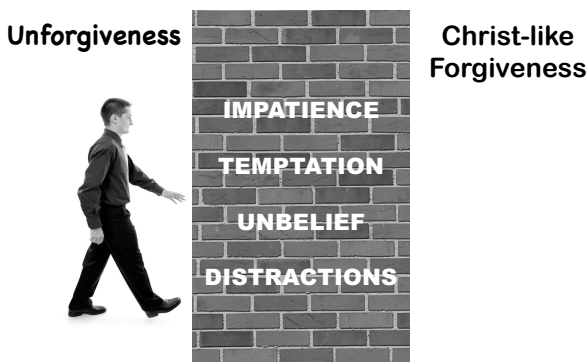 Unforgiveness
Christ-like
Forgiveness
IMPATIENCE
TEMPTATION
UNBELIEF
DISTRACTIONS